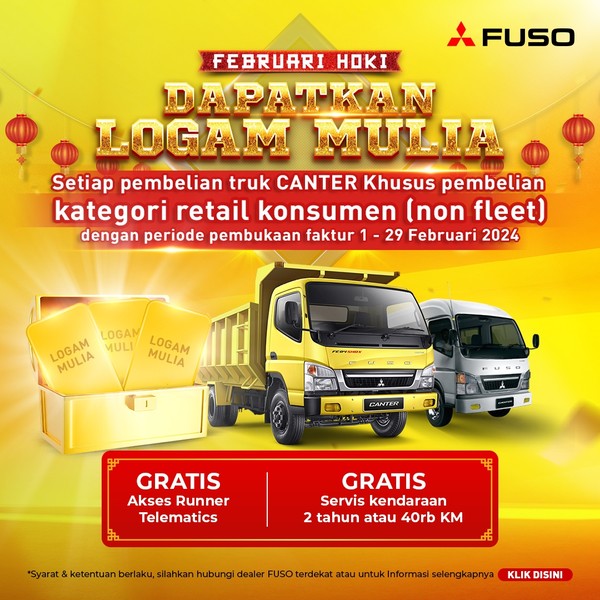 FUSO
FEBRUARI HOKI
DAPATKAN
LOGAM MULIA
Setiap pembelian truk CANTER Khusus pembelian
kategori retail konsumen (non fleet)
dengan periode pembukaan faktur 1 - 29 Februari 2024
LOGAM
MULIA
LOGAM
MULIA
LOGAM
MULIA
FUSO
CANTER
FUSO
GRATIS
Akses Runner
Telematics
GRATIS
Servis kendaraan
2 tahun atau 40rb KM
*Syarat & ketentuan berlaku, silahkan hubungi dealer FUSO terdekat atau untuk Informasi selengkapnya KLIK DISINI